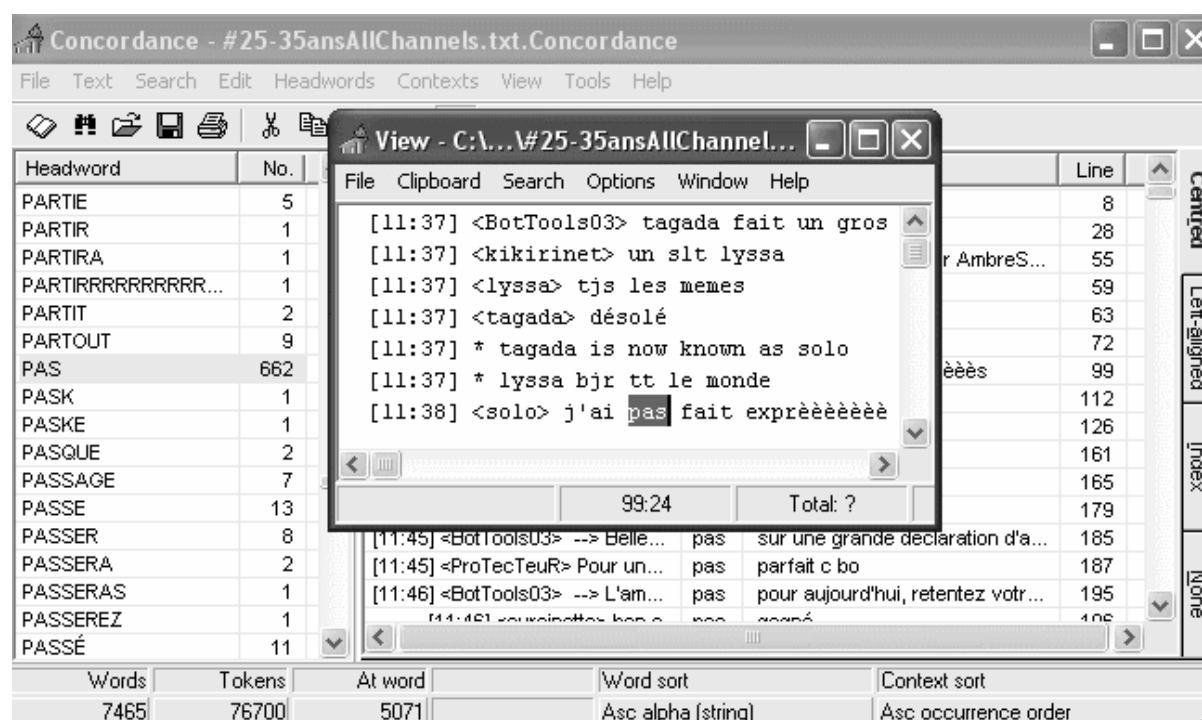 Concordance - #25-35ansAllChannels.txt.Concordance
File Text Search Edit Headwords Contexts View Tools Help
Headword No.
PARTIE 5
PARTIR 1
PARTIRA 1
PARTIRRRRRRRRRR... 1
PARTIT 2
PARTOUT 9
PAS 662
PASK 1
PASKE 1
PASQUE 2
PASSAGE 7
PASSE 13
PASSER 8
PASSERA 2
PASSERAS 1
PASSEREZ 1
PASSÉ 11
View - C:\...\#25-35ansAllChannel...
File Clipboard Search Options Window Help
[11:37] <BotTools03> tagada fait un gros
[11:37] <kikirinet> un slt lyssa
[11:37] <lyssa> tjs les memes
[11:37] <tagada> désolé
[11:37] * tagada is now known as solo
[11:37] * lyssa bjr tt le monde
[11:38] <solo> j'ai pas fait exprèèèèèèè
99:24 Total: ?
Line
8
28
r AmbreS... 55
59
63
72
èèès 99
112
126
161
165
179
[11:45] <BotTools03> --> Belle... pas sur une grande déclaration d'a... 185
[11:45] <ProTecTeuR> Pour un... pas parfait c bo 187
[11:46] <BotTools03> --> L'am... pas pour aujourd'hui, retentez votr... 195
Centred
Left-aligned
Index
None
Words Tokens At word Word sort Context sort
7465 76700 5071 Asc alpha (string) Asc occurrence order